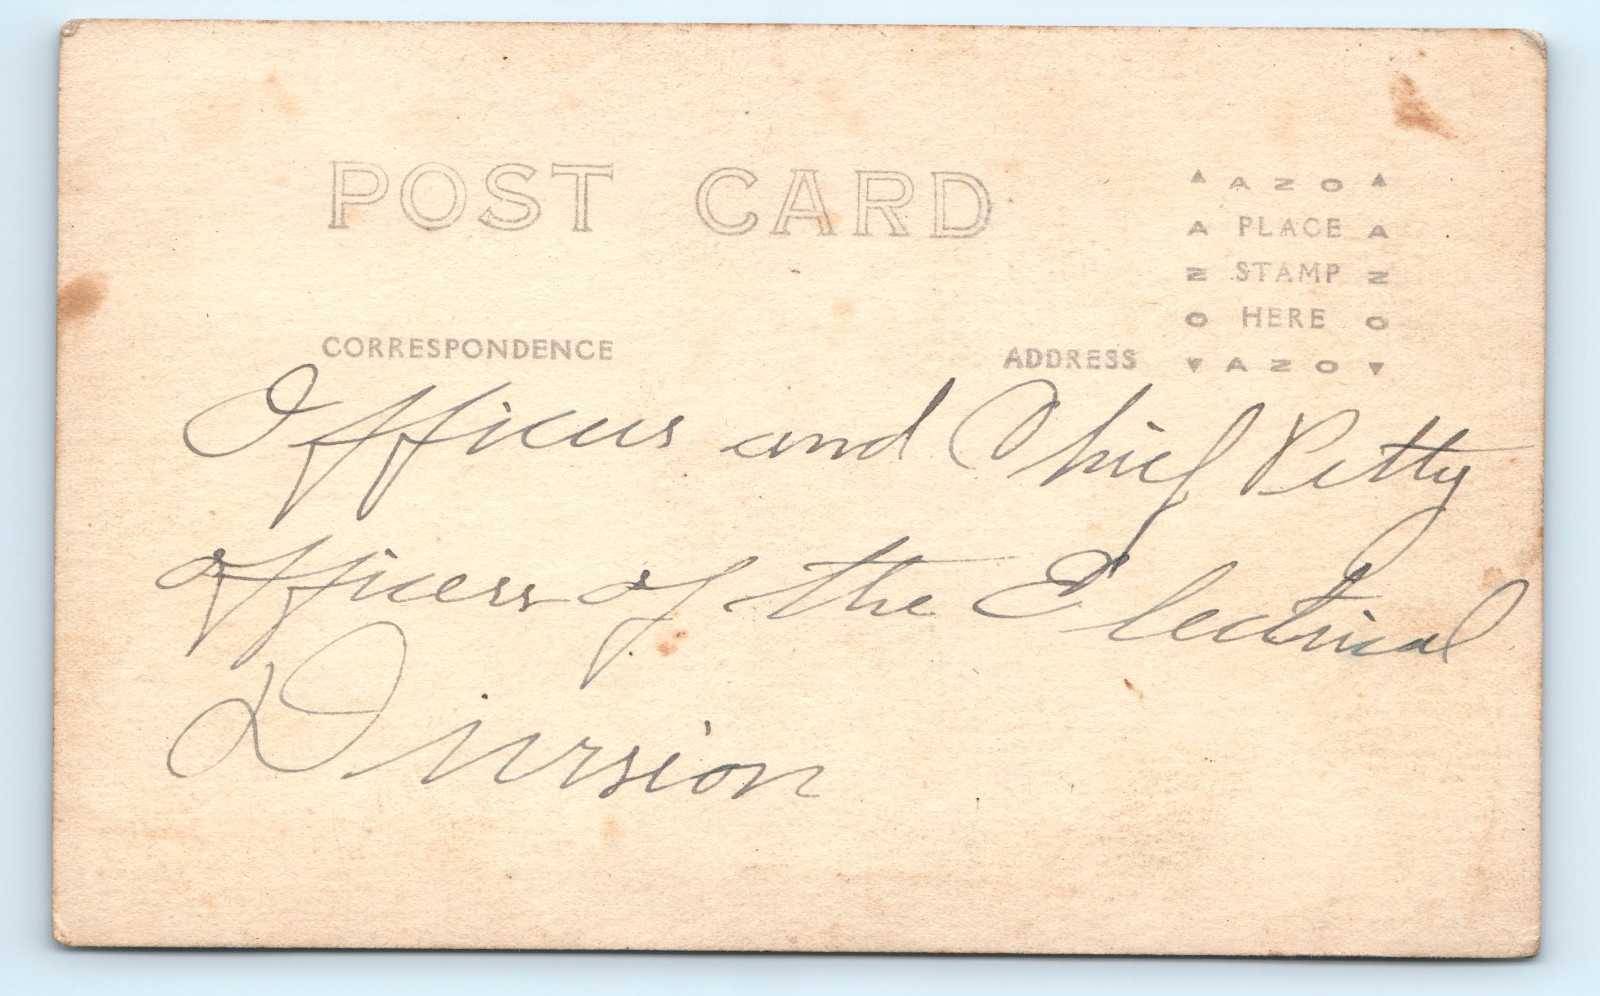 POST CARD
▲ AZO ▲
A PLACE A
Z STAMP Z
O HERE O
▼ AZO ▼
CORRESPONDENCE
ADDRESS
Officers and Chief Petty
officers of the Electrical
Division